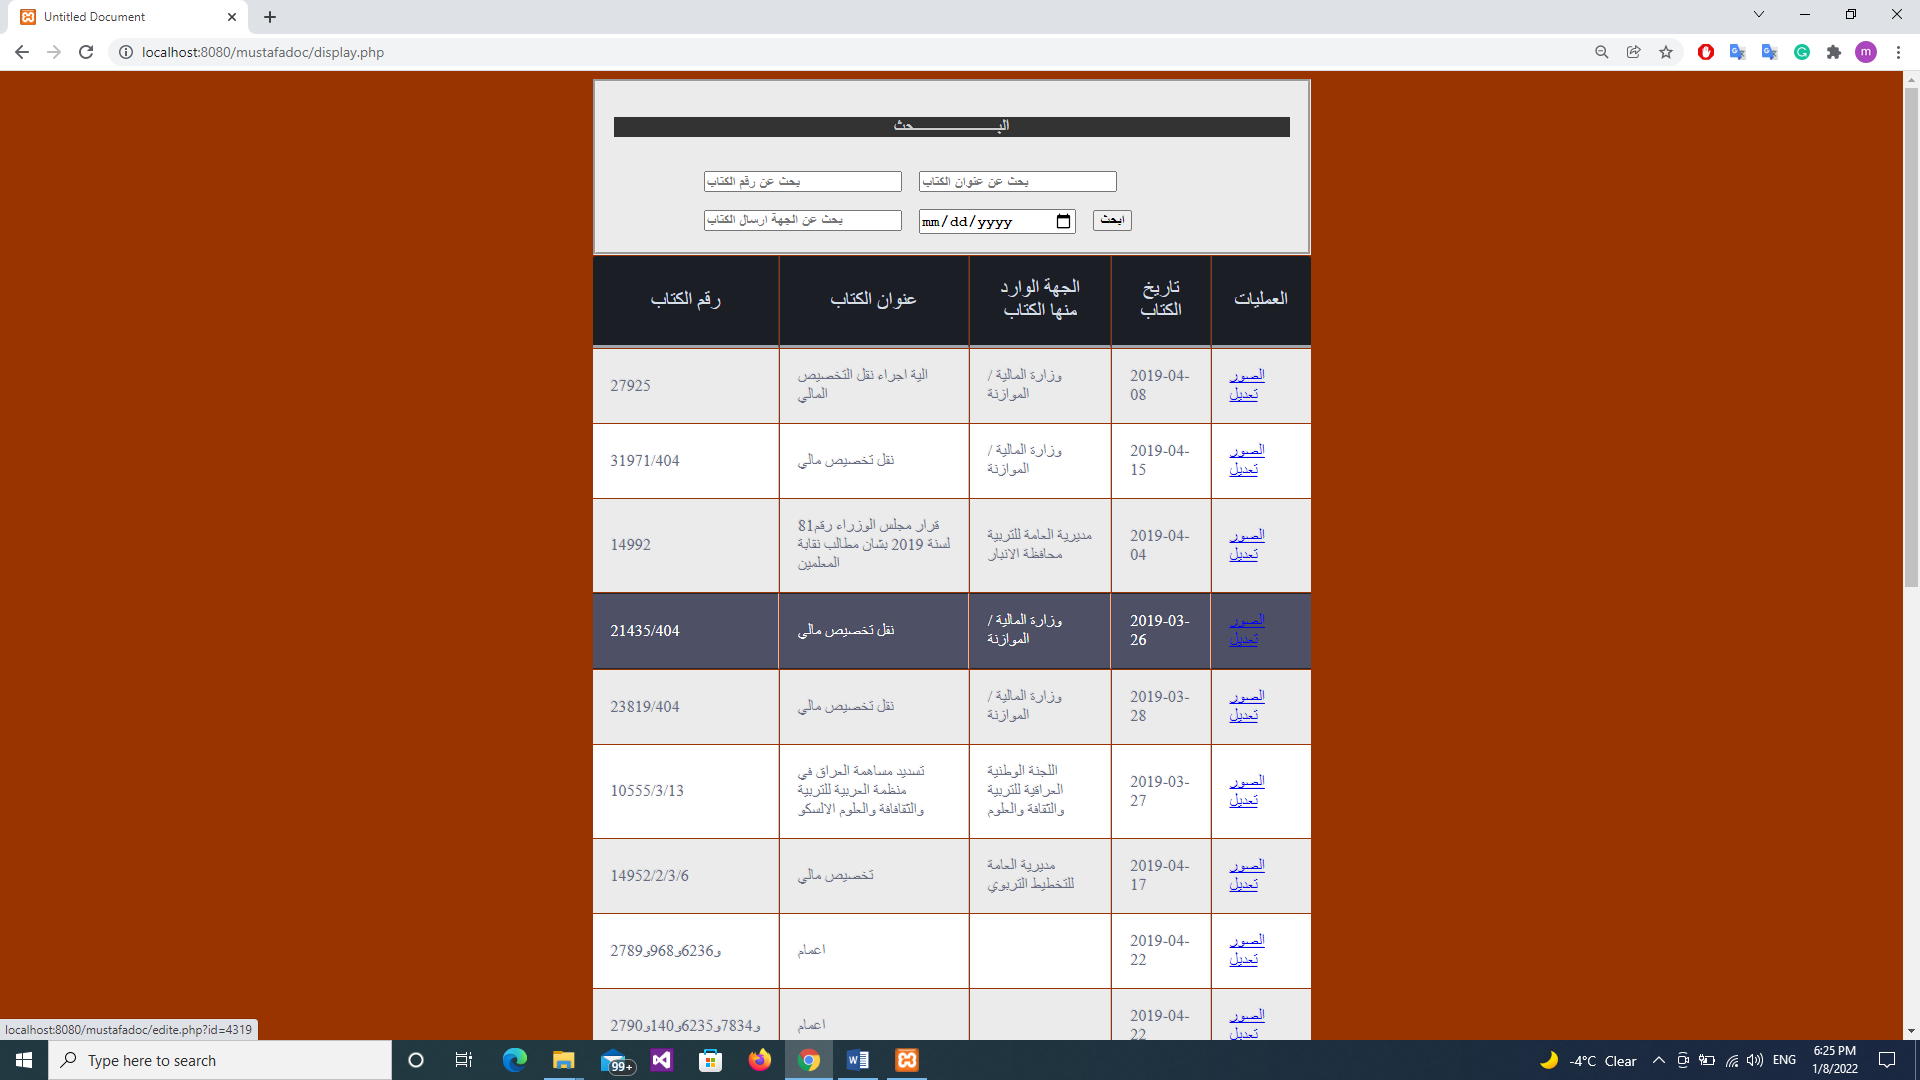 Untitled Document
localhost:8080/mustafadoc/display.php
m
البـــــــــــــــــحث
بحث عن رقم الكتاب
بحث عن عنوان الكتاب
بحث عن الجهة ارسال الكتاب
mm/dd/yyyy
ابحث
رقم الكتاب
عنوان الكتاب
الجهة الوارد
منها الكتاب
تاريخ
الكتاب
العمليات
27925
الية اجراء نقل التخصيص
المالي
وزارة المالية /
الموازنة
2019-04-
08
الصور
تعديل
31971/404
نقل تخصيص مالي
وزارة المالية /
الموازنة
2019-04-
15
الصور
تعديل
14992
قرار مجلس الوزراء رقم81
لسنة 2019 بشان مطالب نقابة
المعلمين
مديرية العامة للتربية
محافظة الانبار
2019-04-
04
الصور
تعديل
21435/404
نقل تخصيص مالي
وزارة المالية /
الموازنة
2019-03-
26
الصور
تعديل
23819/404
نقل تخصيص مالي
وزارة المالية /
الموازنة
2019-03-
28
الصور
تعديل
10555/3/13
تسديد مساهمة العراق في
منظمة العربية للتربية
والثقافافة والعلوم الالسكو
اللجنة الوطنية
العراقية للتربية
والثقافة والعلوم
2019-03-
27
الصور
تعديل
14952/2/3/6
تخصيص مالي
مديرية العامة
للتخطيط التربوي
2019-04-
17
الصور
تعديل
2789و968و6236و
اعمام
2019-04-
22
الصور
تعديل
2790و140و6235و7834و
اعمام
2019-04-
22
الصور
تعديل
localhost:8080/mustafadoc/edite.php?id=4319
Type here to search
99+
-4°C Clear
ENG
6:25 PM
1/8/2022